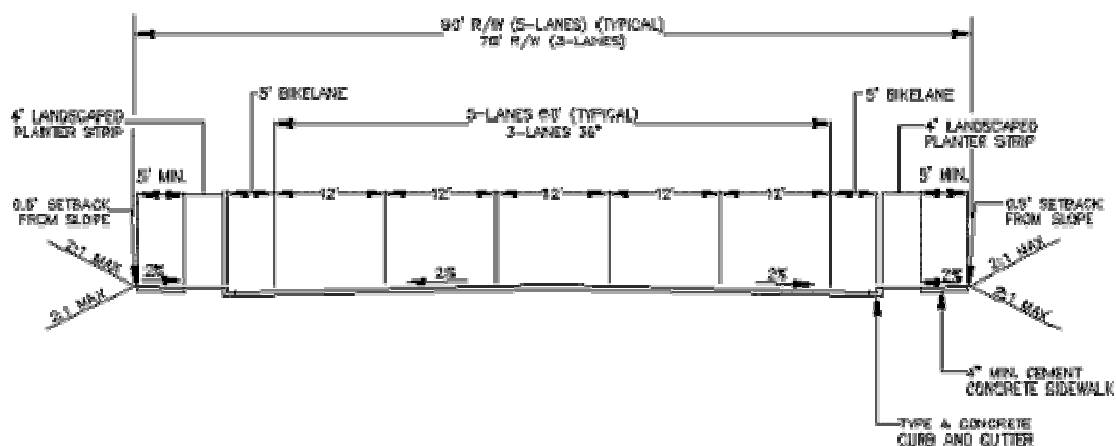 90' R/W (5-LANES) (TYPICAL)
70' R/W (3-LANES)
5' BIKELANE
5' BIKELANE
4' LANDSCAPED
PLANTER STRIP
5-LANES 60' (TYPICAL)
3-LANES 36'
4' LANDSCAPED
PLANTER STRIP
5' MIN.
5' MIN.
12'
12'
12'
12'
12'
0.5' SETBACK
FROM SLOPE
0.5' SETBACK
FROM SLOPE
2:1 MAX
2%
2%
2%
2%
2:1 MAX
2:1 MAX
2:1 MAX
4" MIN. CEMENT
CONCRETE SIDEWALK
TYPE A CONCRETE
CURB AND GUTTER